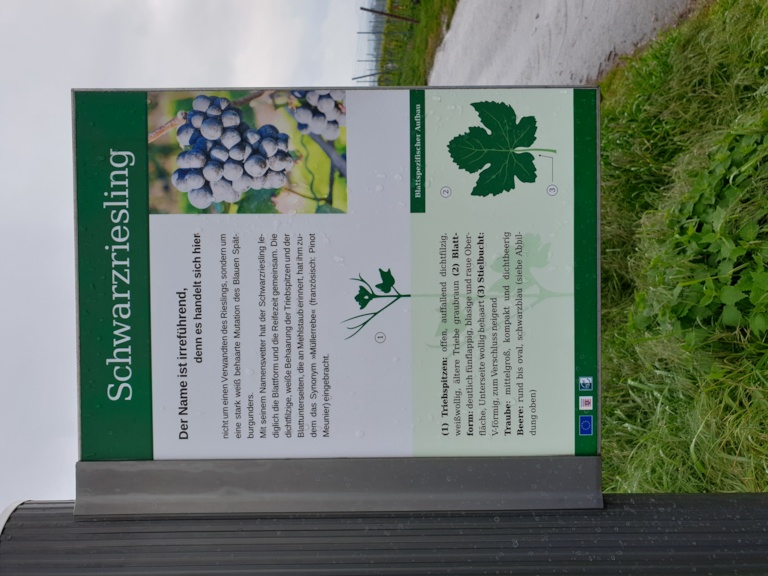 Schwarzriesling
Der Name ist irreführend,
denn es handelt sich hier
nicht um einen Verwandten des Rieslings, sondern um
eine stark weiß behaarte Mutation des Blauen Spät-
burgunders.
Mit seinem Namensvetter hat der Schwarzriesling le-
diglich die Blattform und die Reifezeit gemeinsam. Die
dichtfilzige, weiße Behaarung der Triebspitzen und der
Blattunterseiten, die an Mehlstaub erinnert, hat ihm zu-
dem das Synonym »Müllerrebe« (französisch: Pinot
Meunier) eingebracht.
1
Blattspezifischer Aufbau
2
(1) Triebspitzen: offen, auffallend dichtfilzig,
weißwollig, ältere Triebe graubraun (2) Blatt-
form: deutlich fünflappig, blasige und raue Ober-
fläche, Unterseite wollig behaart (3) Stielbucht:
V-förmig, zum Verschluss neigend
Traube: mittelgroß, kompakt und dichtbeerig
Beere: rund bis oval, schwarzblau (siehe Abbil-
dung oben)
3